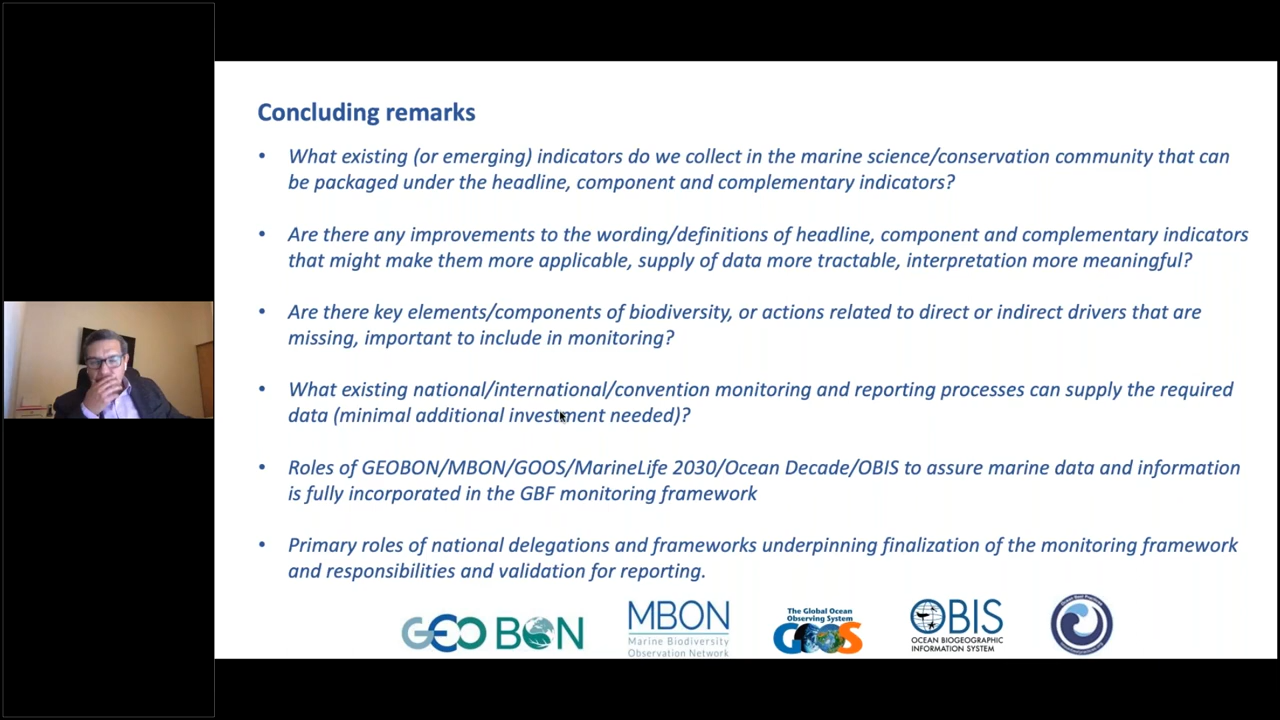 Concluding remarks
• What existing (or emerging) indicators do we collect in the marine science/conservation community that can
be packaged under the headline, component and complementary indicators?
• Are there any improvements to the wording/definitions of headline, component and complementary indicators
that might make them more applicable, supply of data more tractable, interpretation more meaningful?
• Are there key elements/components of biodiversity, or actions related to direct or indirect drivers that are
missing, important to include in monitoring?
• What existing national/international/convention monitoring and reporting processes can supply the required
data (minimal additional investment needed)?
• Roles of GEOBON/MBON/GOOS/MarineLife 2030/Ocean Decade/OBIS to assure marine data and information
is fully incorporated in the GBF monitoring framework
• Primary roles of national delegations and frameworks underpinning finalization of the monitoring framework
and responsibilities and validation for reporting.
GEO BON
MBON
Marine Biodiversity
Observation Network
The Global Ocean
Observing System
GOOS
OBIS
OCEAN BIOGEOGRAPHIC
INFORMATION SYSTEM